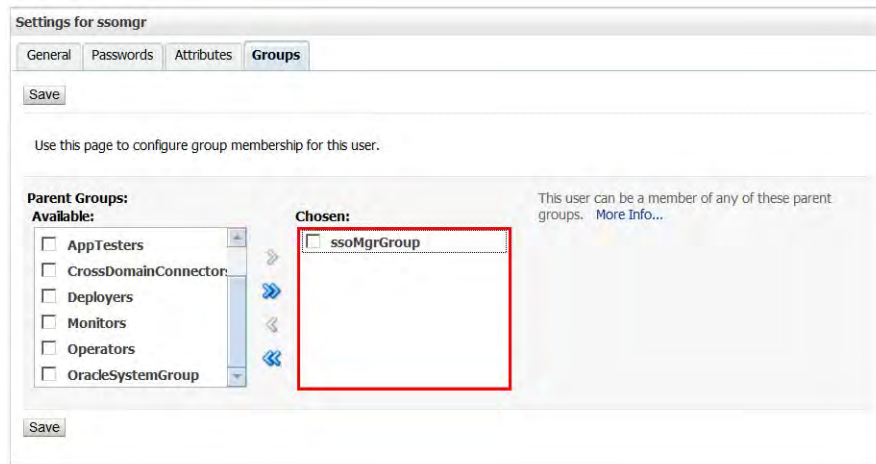 Settings for ssomgr
General Passwords Attributes Groups
Save
Use this page to configure group membership for this user.
Parent Groups:
Available:
Chosen:
This user can be a member of any of these parent
groups. More Info...
AppTesters
CrossDomainConnectors
Deployers
Monitors
Operators
OracleSystemGroup
ssoMgrGroup
Save